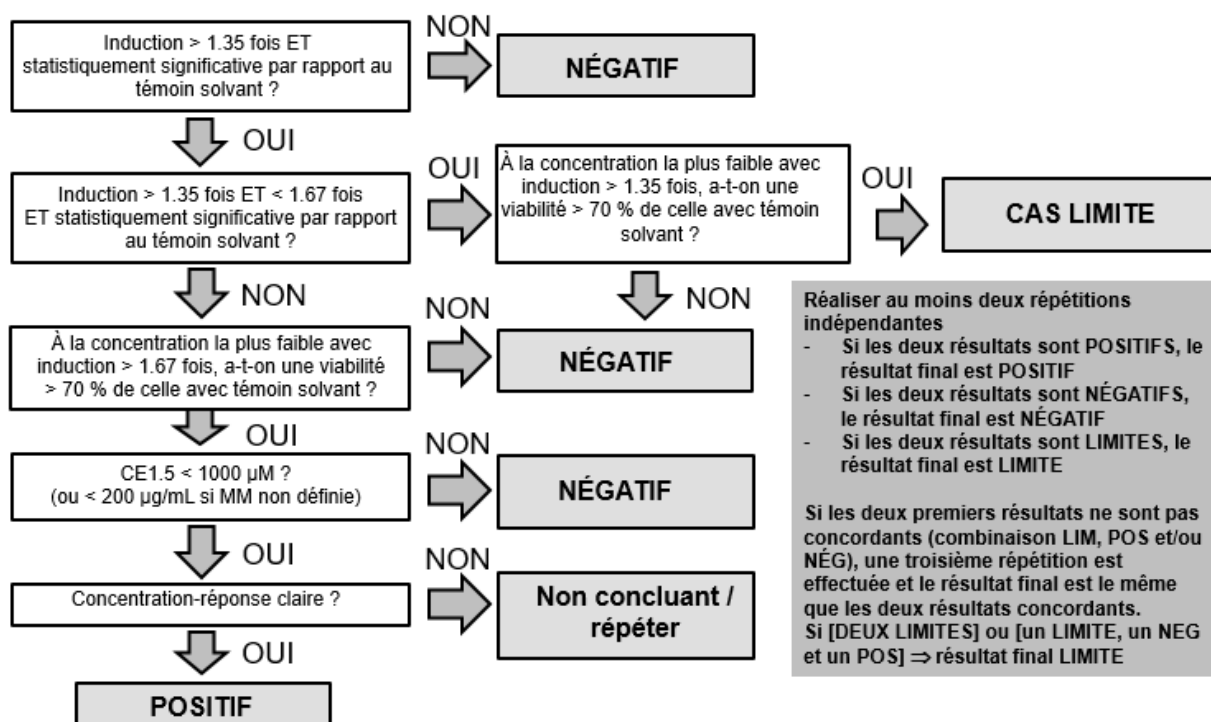 Induction > 1.35 fois ET
statistiquement significative par rapport au
témoin solvant ?
NON
NÉGATIF
OUI
Induction > 1.35 fois ET < 1.67 fois
ET statistiquement significative par rapport
au témoin solvant ?
OUI
À la concentration la plus faible avec
induction > 1.35 fois, a-t-on une
viabilité > 70 % de celle avec témoin
solvant ?
OUI
CAS LIMITE
NON
NON
À la concentration la plus faible avec
induction > 1.67 fois, a-t-on une viabilité
> 70 % de celle avec témoin solvant ?
NON
NÉGATIF
OUI
CE1.5 < 1000 µM ?
(ou < 200 µg/mL si MM non définie)
NON
NÉGATIF
OUI
Concentration-réponse claire ?
NON
Non concluant /
répéter
OUI
POSITIF
Réaliser au moins deux répétitions
indépendantes
- Si les deux résultats sont POSITIFS, le
résultat final est POSITIF
- Si les deux résultats sont NÉGATIFS,
le résultat final est NÉGATIF
- Si les deux résultats sont LIMITES, le
résultat final est LIMITE
Si les deux premiers résultats ne sont pas
concordants (combinaison LIM, POS et/ou
NÉG), une troisième répétition est
effectuée et le résultat final est le même
que les deux résultats concordants.
Si [DEUX LIMITES] ou [un LIMITE, un NEG
et un POS] ⇒ résultat final LIMITE